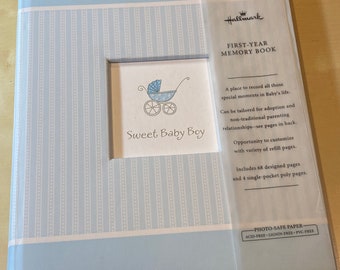 Hallmark
FIRST-YEAR
MEMORY BOOK
A place to record all those
special moments in Baby's life.
Can be tailored for adoption and
non-traditional parenting
relationships–see pages in back.
Opportunity to customize
with variety of refill pages.
Includes 68 designed pages
and 4 single-pocket poly pages.
PHOTO-SAFE PAPER
ACID-FREE • LIGNIN-FREE • PVC-FREE
Sweet Baby Boy